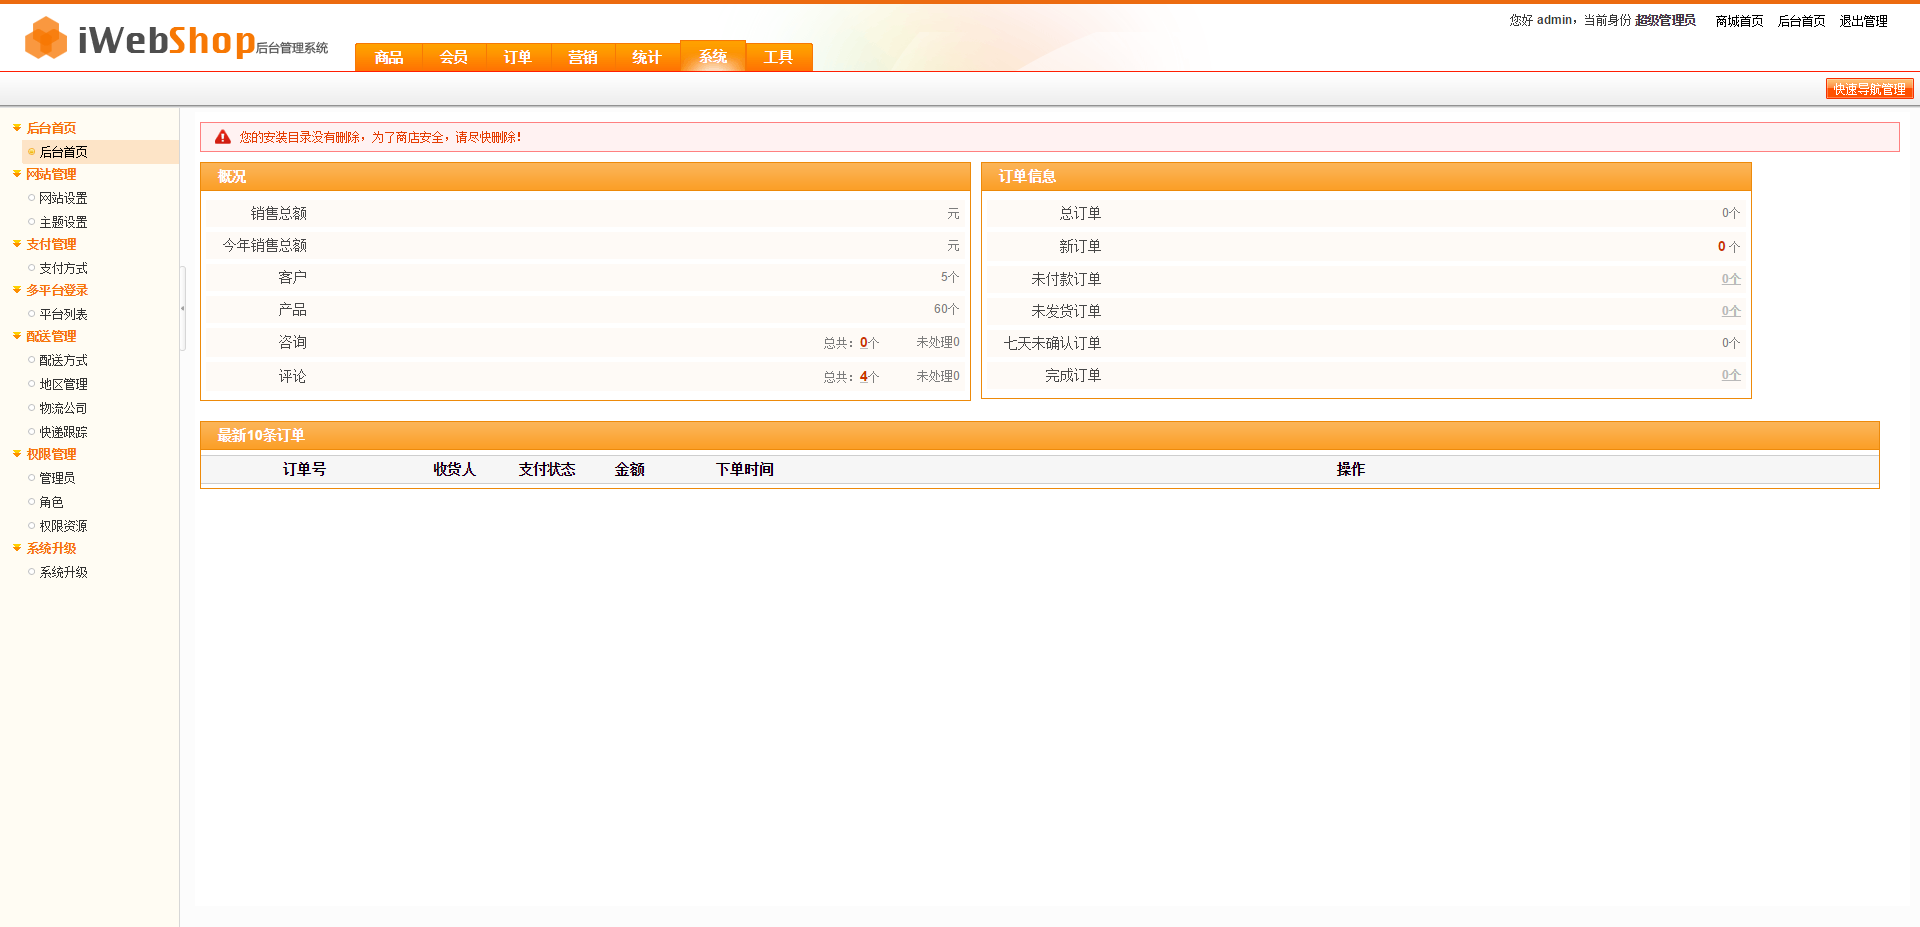 您好 admin，当前身份 超级管理员 商城首页 后台首页 退出管理
iWebShop后台管理系统
商品 会员 订单 营销 统计 系统 工具
快速导航管理
后台首页
后台首页
网站管理
网站设置
主题设置
支付管理
支付方式
多平台登录
平台列表
配送管理
配送方式
地区管理
物流公司
快递跟踪
权限管理
管理员
角色
权限资源
系统升级
系统升级
您的安装目录没有删除，为了商店安全，请尽快删除！
概况
销售总额 元
今年销售总额 元
客户 5个
产品 60个
咨询 总共：0个 未处理0
评论 总共：4个 未处理0
订单信息
总订单 0个
新订单 0 个
未付款订单 0个
未发货订单 0个
七天未确认订单 0个
完成订单 0个
最新10条订单
订单号 收货人 支付状态 金额 下单时间 操作